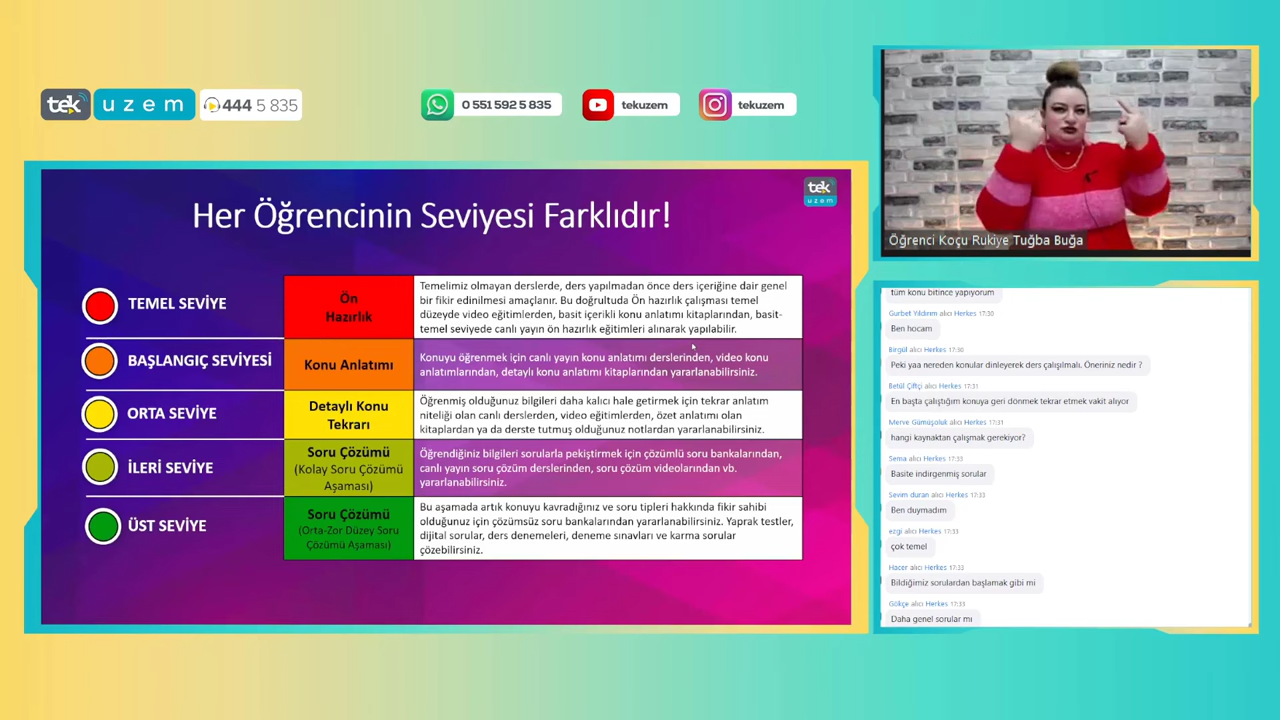 tek uzem 444 5 835
0 551 592 5 835
tekuzem
tekuzem
tek
uzem
Her Öğrencinin Seviyesi Farklıdır!
TEMEL SEVİYE
Ön
Hazırlık
Temelimiz olmayan derslerde, ders yapılmadan önce ders içeriğine dair genel
bir fikir edinilmesi amaçlanır. Bu doğrultuda Ön hazırlık çalışması temel
düzeyde video eğitimlerden, basit içerikli konu anlatımı kitaplarından, basit-
temel seviyede canlı yayın ön hazırlık eğitimleri alınarak yapılabilir.
BAŞLANGIÇ SEVİYESİ
Konu Anlatımı
Konuyu öğrenmek için canlı yayın konu anlatımı derslerinden, video konu
anlatımlarından, detaylı konu anlatımı kitaplarından yararlanabilirsiniz.
ORTA SEVİYE
Detaylı Konu
Tekrarı
Öğrenmiş olduğunuz bilgileri daha kalıcı hale getirmek için tekrar anlatım
niteliği olan canlı derslerden, video eğitimlerden, özet anlatımı olan
kitaplardan ya da derste tutmuş olduğunuz notlardan yararlanabilirsiniz.
İLERİ SEVİYE
Soru Çözümü
(Kolay Soru Çözümü
Aşaması)
Öğrendiğiniz bilgileri sorularla pekiştirmek için çözümlü soru bankalarından,
canlı yayın soru çözüm derslerinden, soru çözüm videolarından vb.
yararlanabilirsiniz.
ÜST SEVİYE
Soru Çözümü
(Orta-Zor Düzey Soru
Çözümü Aşaması)
Bu aşamada artık konuyu kavradığınız ve soru tipleri hakkında fikir sahibi
olduğunuz için çözümsüz soru bankalarından yararlanabilirsiniz. Yaprak testler,
dijital sorular, ders denemeleri, deneme sınavları ve karma sorular
çözebilirsiniz.
Öğrenci Koçu Rukiye Tuğba Buğa
tüm konu bitince yapıyorum
Gurbet Yıldırım alıcı Herkes 17:30
Ben hocam
Birgül alıcı Herkes 17:30
Peki yaa nereden konular dinleyerek ders çalışılmalı. Öneriniz nedir ?
Betül Çiftçi alıcı Herkes 17:31
En başta çalıştığım konuya geri dönmek tekrar etmek vakit alıyor
Merve Gümüşoluk alıcı Herkes 17:31
hangi kaynaktan çalışmak gerekiyor?
Sema alıcı Herkes 17:33
Basite indirgenmiş sorular
Sevim duran alıcı Herkes 17:33
Ben duymadım
ezgi alıcı Herkes 17:33
çok temel
Hacer alıcı Herkes 17:33
Bildiğimiz sorulardan başlamak gibi mi
Gökçe alıcı Herkes 17:33
Daha genel sorular mı